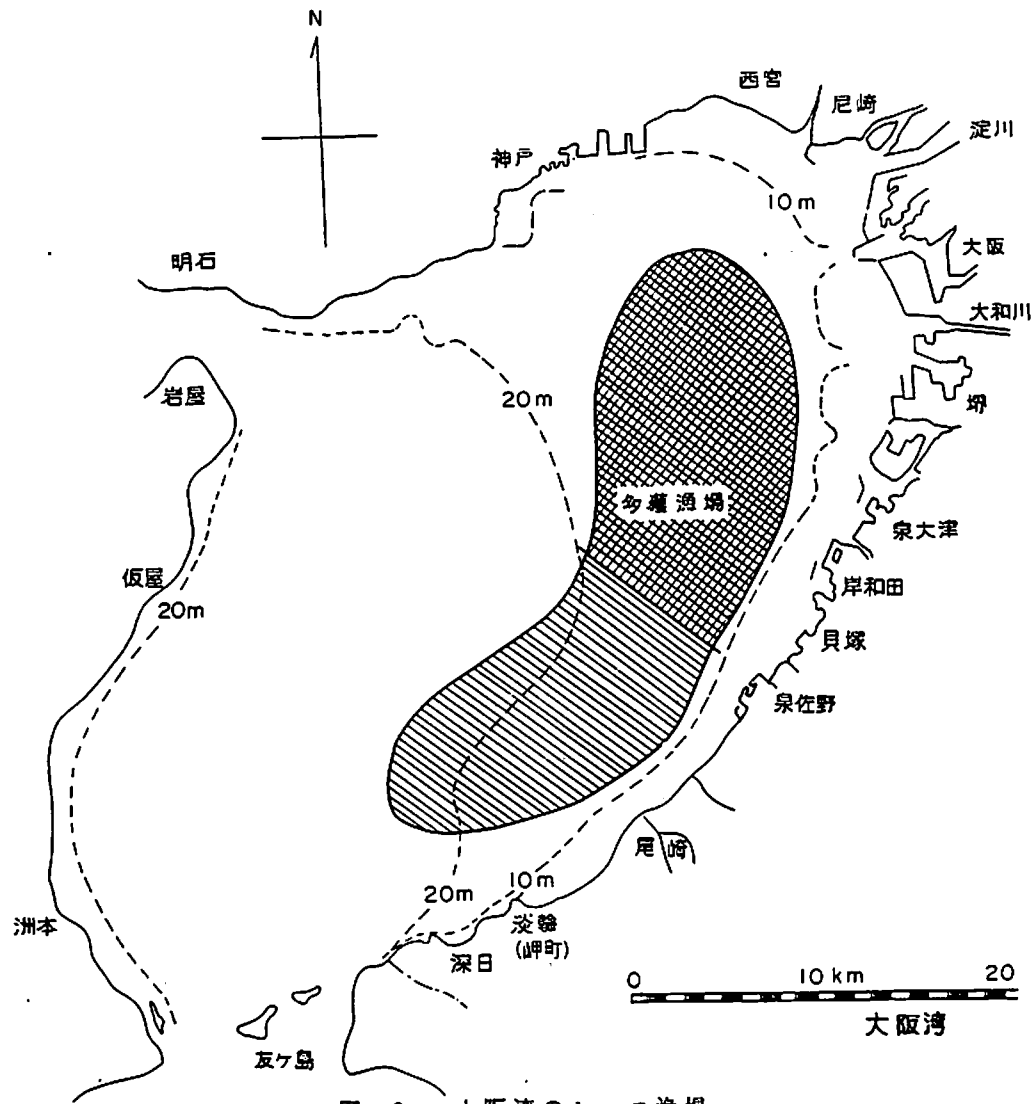 N
西宮
尼崎
淀川
神戸
10m
大阪
明石
大和川
岩屋
20m
堺
多獲漁場
泉大津
仮屋
岸和田
20m
貝塚
泉佐野
尾崎
20m
10m
洲本
淡輪
(岬町)
深日
0 10 km 20
大阪湾
友ケ島